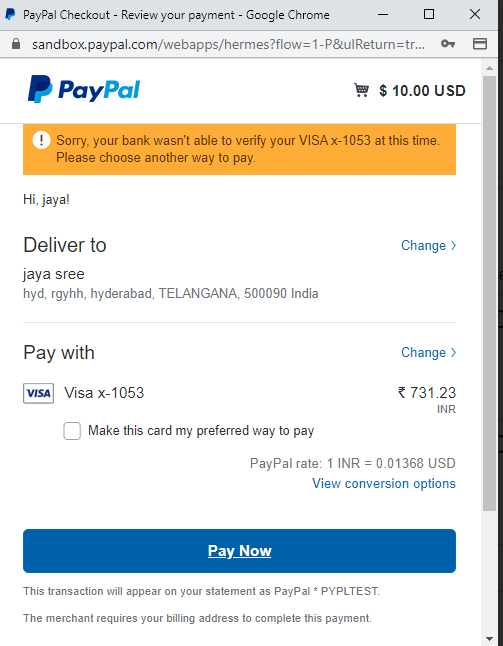 PayPal Checkout - Review your payment - Google Chrome
sandbox.paypal.com/webapps/hermes?flow=1-P&ulReturn=tr...
PayPal
$ 10.00 USD
Sorry, your bank wasn't able to verify your VISA x-1053 at this time.
Please choose another way to pay.
Hi, jaya!
Deliver to
Change >
jaya sree
hyd, rgyhh, hyderabad, TELANGANA, 500090 India
Pay with
Change >
VISA
Visa x-1053
₹ 731.23
INR
Make this card my preferred way to pay
PayPal rate: 1 INR = 0.01368 USD
View conversion options
Pay Now
This transaction will appear on your statement as PayPal * PYPLTEST.
The merchant requires your billing address to complete this payment.